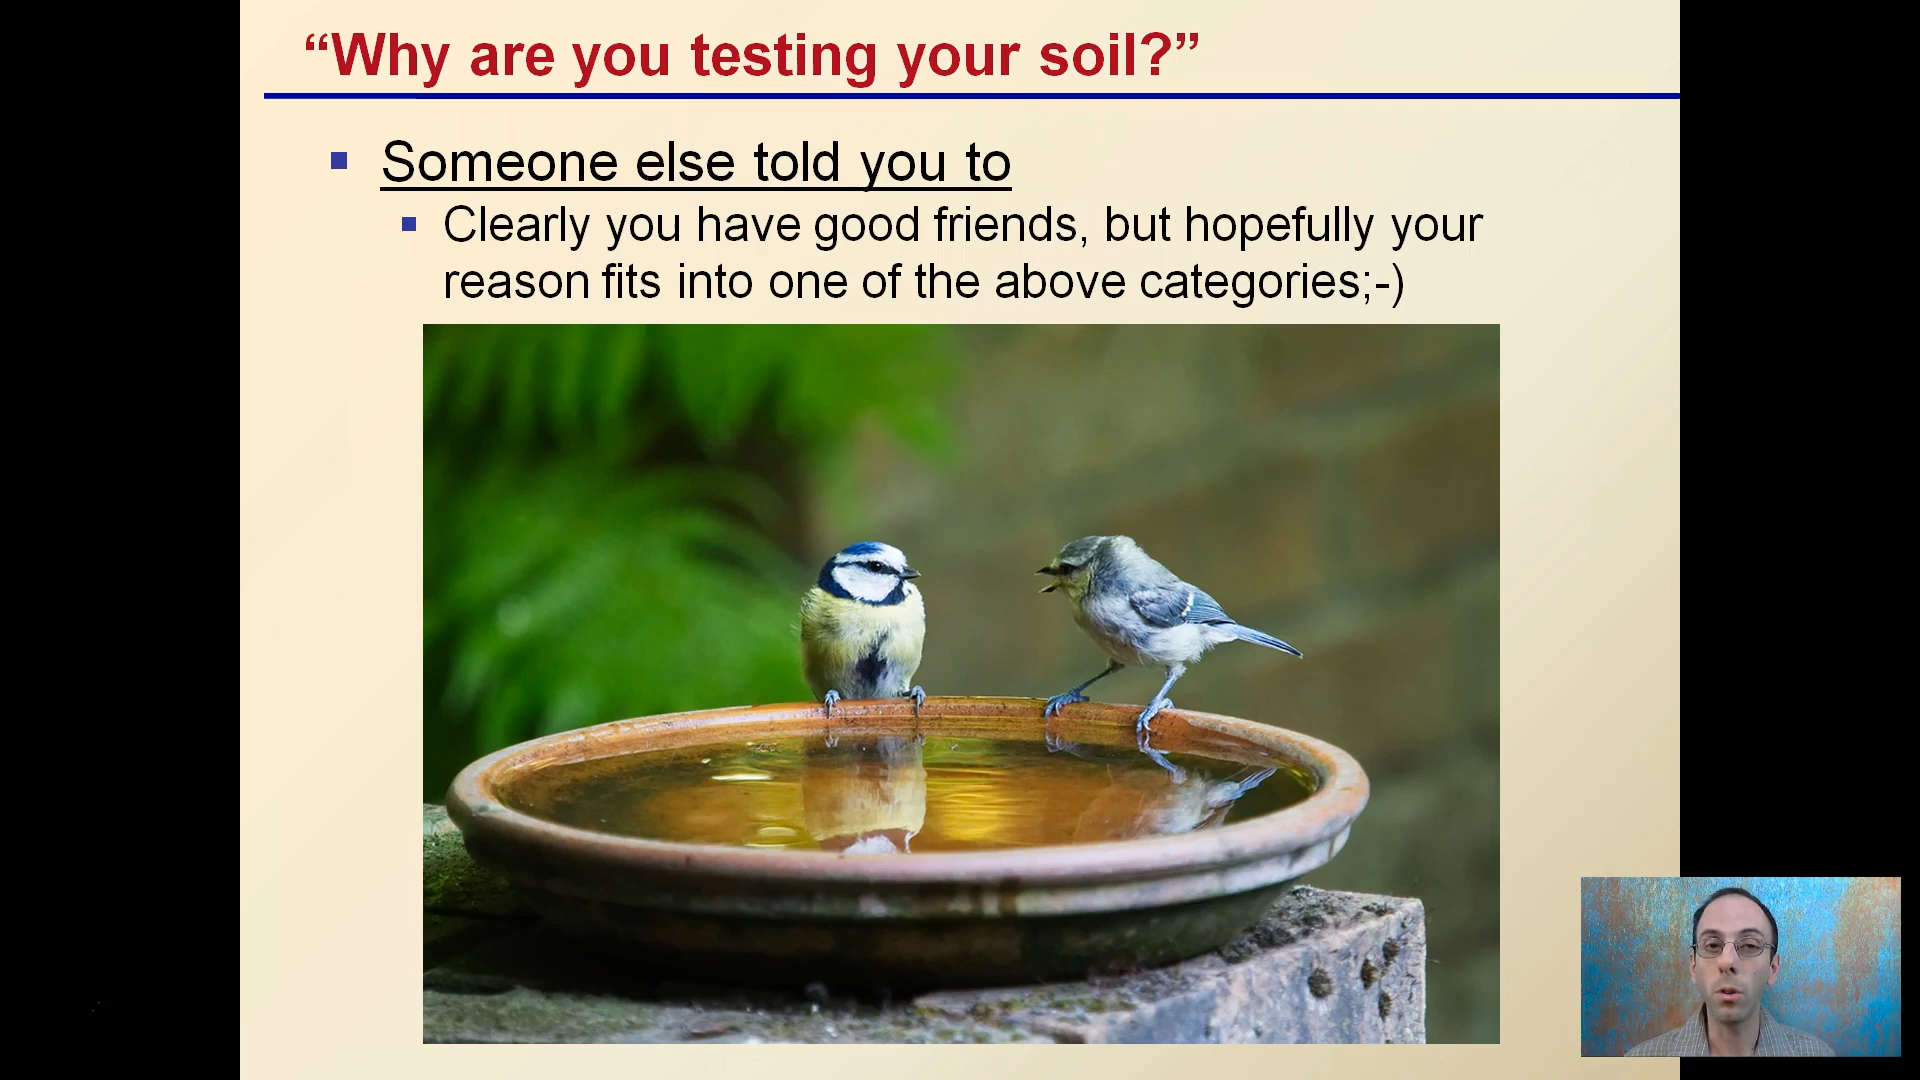 “Why are you testing your soil?”
Someone else told you to
Clearly you have good friends, but hopefully your
reason fits into one of the above categories;-)